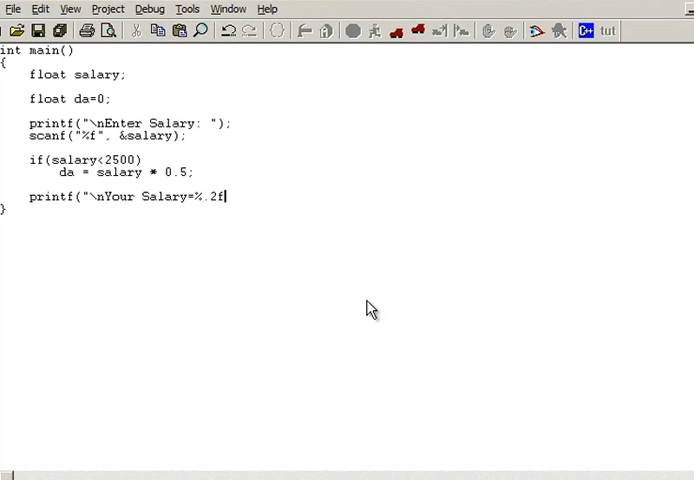 File Edit View Project Debug Tools Window Help
C++ tut
int main()
{
float salary;
float da=0;
printf("\nEnter Salary: ");
scanf("%f", &salary);
if(salary<2500)
da = salary * 0.5;
printf("\nYour Salary=%.2f
}